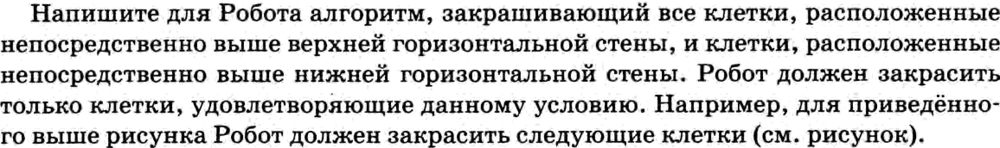 Напишите для Робота алгоритм, закрашивающий все клетки, расположенные
непосредственно выше верхней горизонтальной стены, и клетки, расположенные
непосредственно выше нижней горизонтальной стены. Робот должен закрасить
только клетки, удовлетворяющие данному условию. Например, для приведённо-
го выше рисунка Робот должен закрасить следующие клетки (см. рисунок).